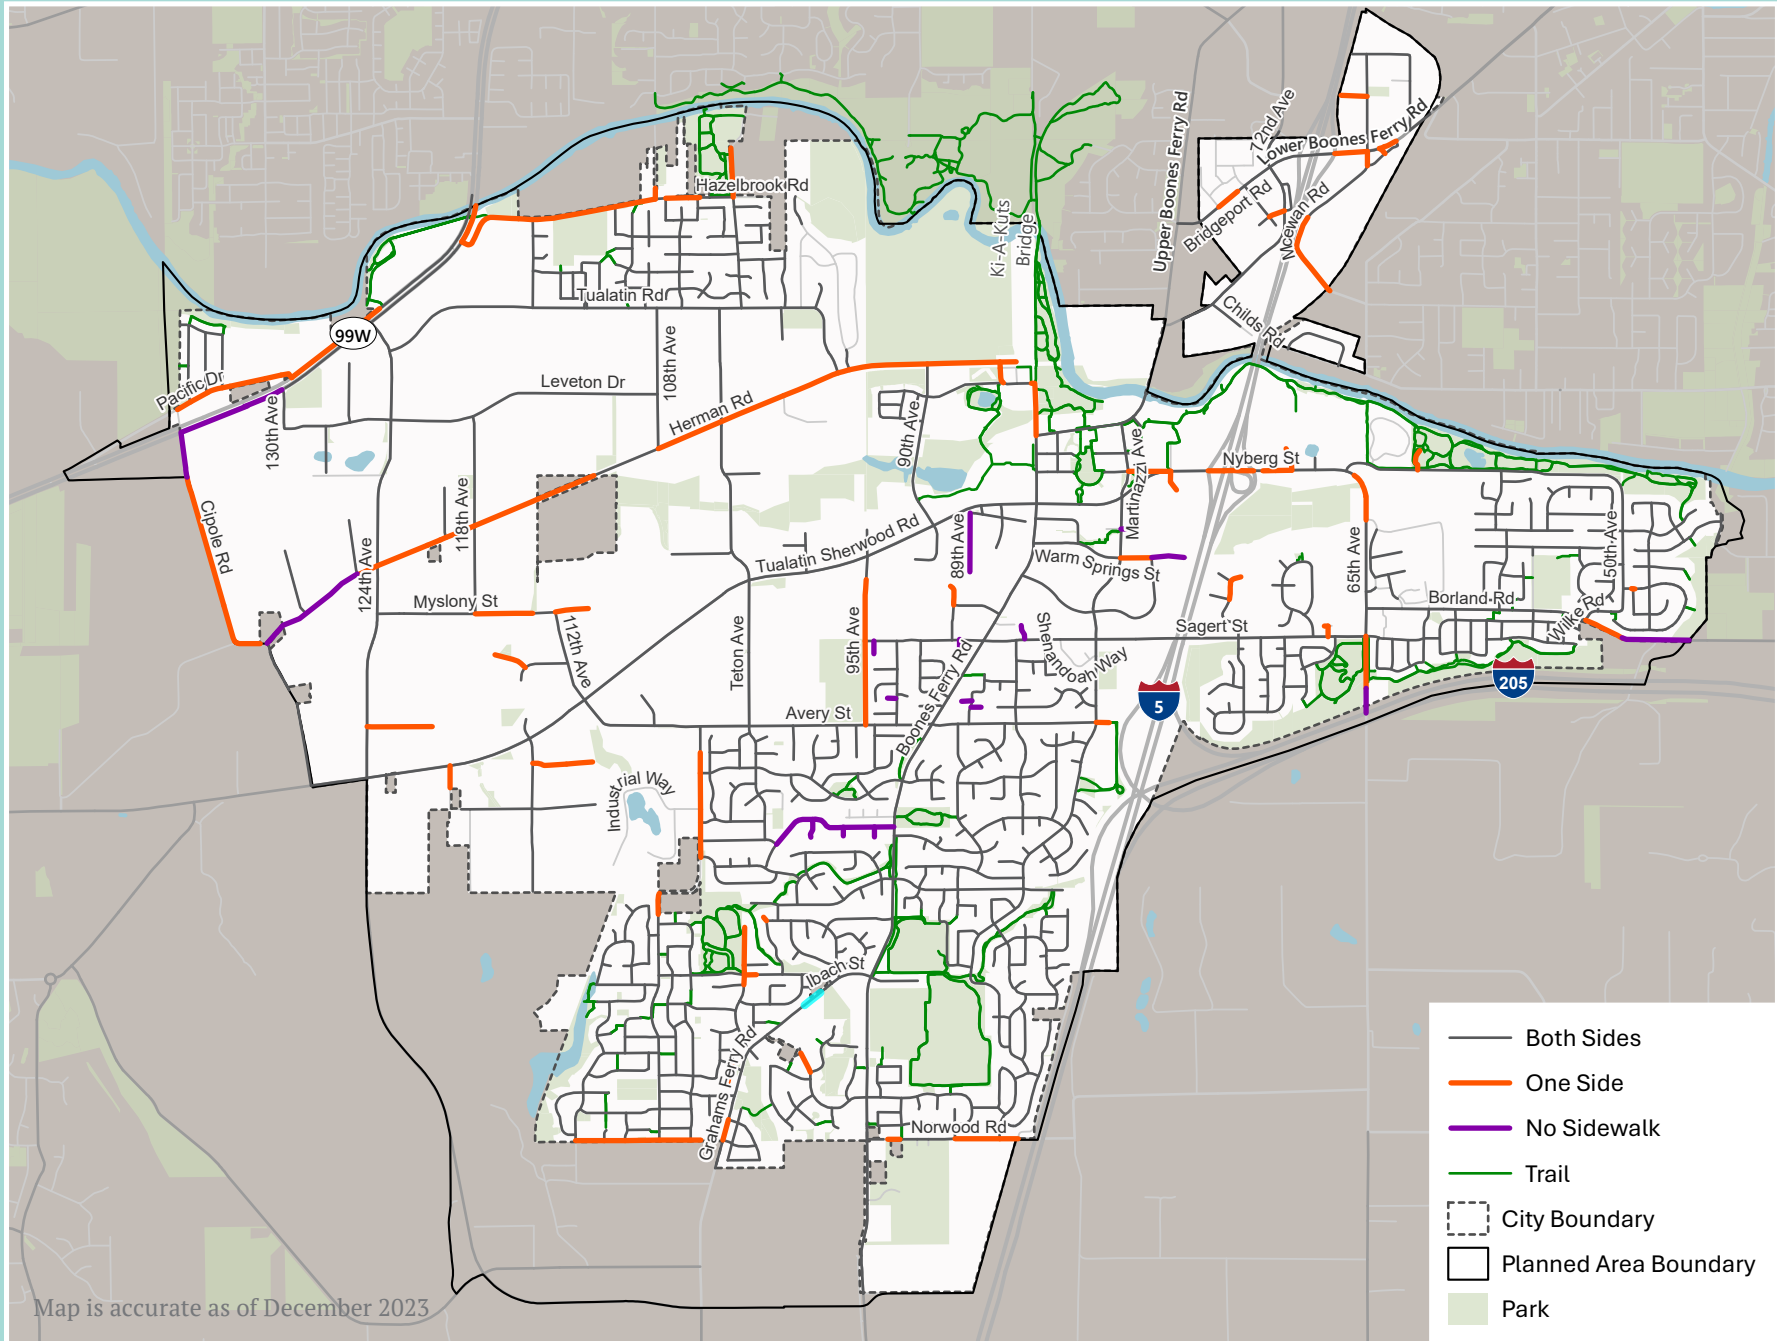 Upper Boones Ferry Rd
72nd Ave
Lower Boones Ferry Rd
Hazelbrook Rd
Bridgeport Rd
Mcewan Rd
Ki-A-Kuts
Bridge
Tualatin Rd
Childs Rd
99W
108th Ave
Leveton Dr
Pacific Dr
Herman Rd
130th Ave
90th Ave
Martinazzi Ave
Nyberg St
118th Ave
Cipole Rd
Tualatin Sherwood Rd
89th Ave
Warm Springs St
65th Ave
50th Ave
124th Ave
Myslony St
Borland Rd
Wilke Rd
112th Ave
Teton Ave
95th Ave
Shenandoah Way
Sagert St
Boones Ferry Rd
205
5
Avery St
Industrial Way
Ibach St
Grahams Ferry Rd
Norwood Rd
Both Sides
One Side
No Sidewalk
Trail
City Boundary
Planned Area Boundary
Park
Map is accurate as of December 2023